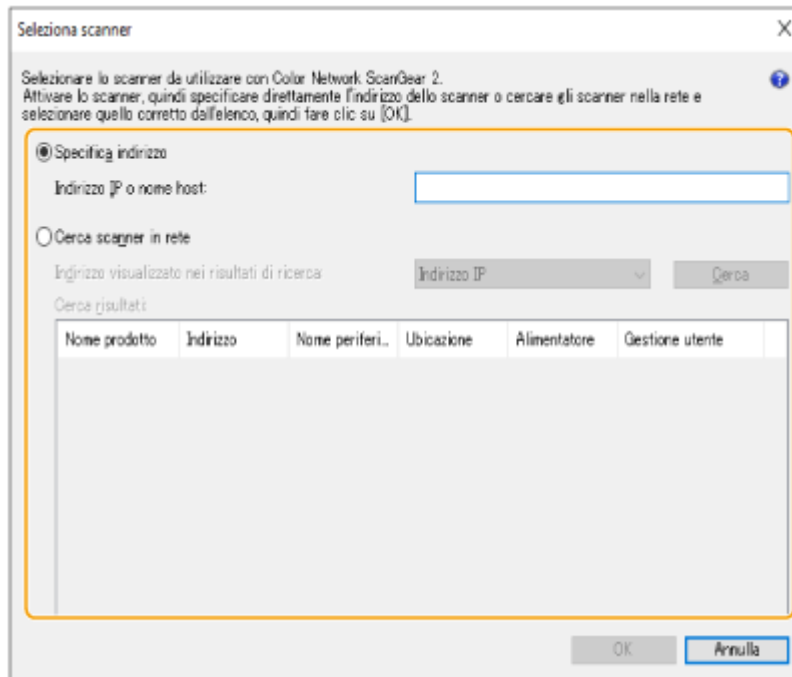 Seleziona scanner
Selezionare lo scanner da utilizzare con Color Network ScanGear 2.
Attivare lo scanner, quindi specificare direttamente l'indirizzo dello scanner o cercare gli scanner nella rete e
selezionare quello corretto dall'elenco, quindi fare clic su [OK].
Specifica indirizzo
Indirizzo IP o nome host:
Cerca scanner in rete
Indirizzo visualizzato nei risultati di ricerca: Indirizzo IP Cerca
Cerca risultati:
Nome prodotto Indirizzo Nome periferi... Ubicazione Alimentatore Gestione utente
OK Annulla